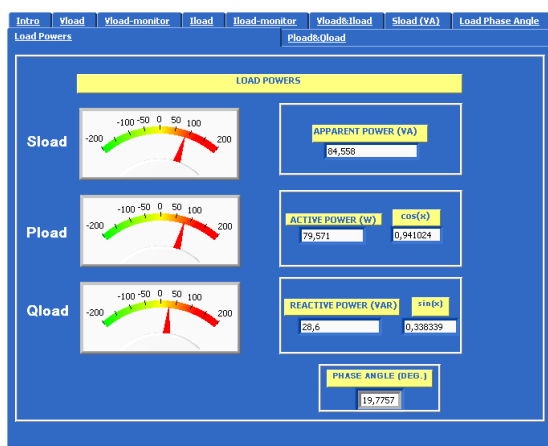 Intro Vload Vload-monitor Iload Iload-monitor Vload&Iload Sload (VA) Load Phase Angle
Load Powers Pload&Qload
LOAD POWERS
Sload
-200 -100 -50 0 50 100 200
APPARENT POWER (VA)
84,558
Pload
-200 -100 -50 0 50 100 200
ACTIVE POWER (W) cos(x)
79,571 0,941024
Qload
-200 -100 -50 0 50 100 200
REACTIVE POWER (VAR) sin(x)
28,6 0,338339
PHASE ANGLE (DEG.)
19,7757